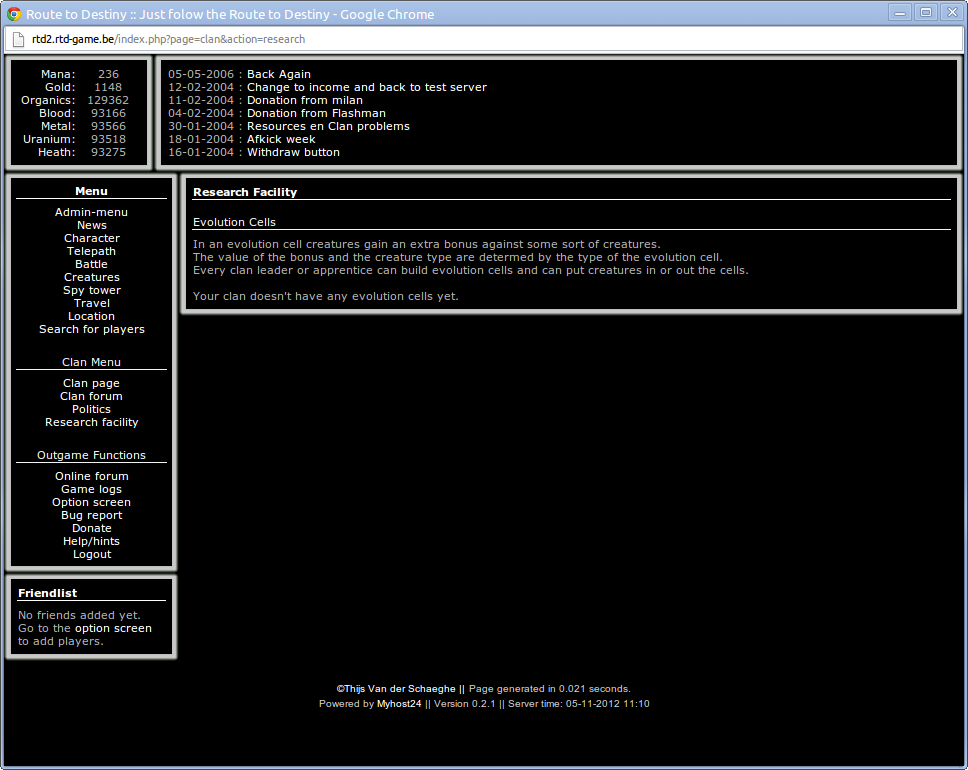 Route to Destiny :: Just folow the Route to Destiny - Google Chrome
rtd2.rtd-game.be/index.php?page=clan&action=research
Mana: 236
Gold: 1148
Organics: 129362
Blood: 93166
Metal: 93566
Uranium: 93518
Heath: 93275
05-05-2006 : Back Again
12-02-2004 : Change to income and back to test server
11-02-2004 : Donation from milan
04-02-2004 : Donation from Flashman
30-01-2004 : Resources en Clan problems
18-01-2004 : Afkick week
16-01-2004 : Withdraw button
Menu
Admin-menu
News
Character
Telepath
Battle
Creatures
Spy tower
Travel
Location
Search for players
Clan Menu
Clan page
Clan forum
Politics
Research facility
Outgame Functions
Online forum
Game logs
Option screen
Bug report
Donate
Help/hints
Logout
Friendlist
No friends added yet.
Go to the option screen
to add players.
Research Facility
Evolution Cells
In an evolution cell creatures gain an extra bonus against some sort of creatures.
The value of the bonus and the creature type are determed by the type of the evolution cell.
Every clan leader or apprentice can build evolution cells and can put creatures in or out the cells.
Your clan doesn't have any evolution cells yet.
©Thijs Van der Schaeghe || Page generated in 0.021 seconds.
Powered by Myhost24 || Version 0.2.1 || Server time: 05-11-2012 11:10